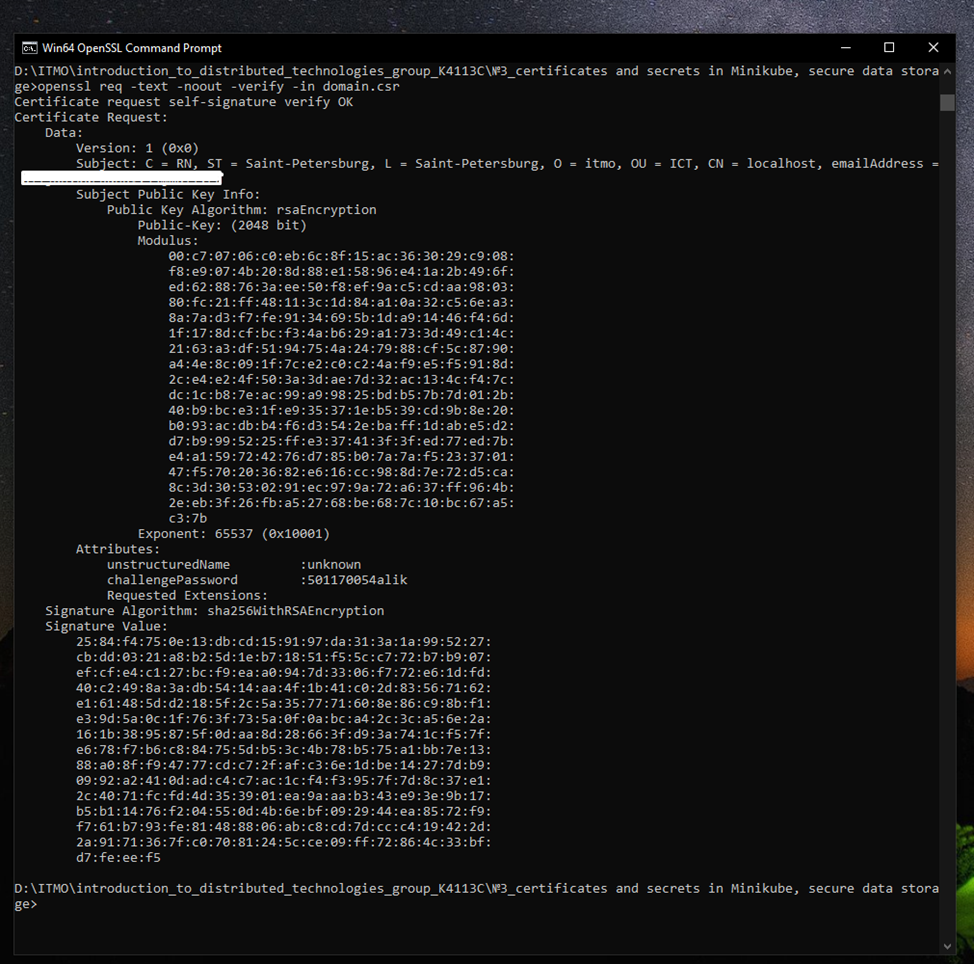 Win64 OpenSSL Command Prompt
D:\ITMO\introduction_to_distributed_technologies_group_K4113C\№3_certificates and secrets in Minikube, secure data stora
ge>openssl req -text -noout -verify -in domain.csr
Certificate request self-signature verify OK
Certificate Request:
Data:
Version: 1 (0x0)
Subject: C = RN, ST = Saint-Petersburg, L = Saint-Petersburg, O = itmo, OU = ICT, CN = localhost, emailAddress =
Subject Public Key Info:
Public Key Algorithm: rsaEncryption
Public-Key: (2048 bit)
Modulus:
00:c7:07:06:c0:eb:6c:8f:15:ac:36:30:29:c9:08:
f8:e9:07:4b:20:8d:88:e1:58:96:e4:1a:2b:49:6f:
ed:62:88:76:3a:ee:50:f8:ef:9a:c5:cd:aa:98:03:
80:fc:21:ff:48:11:3c:1d:84:a1:0a:32:c5:6e:a3:
8a:7a:d3:f7:fe:91:34:69:5b:1d:a9:14:46:f4:6d:
1f:17:8d:cf:bc:f3:4a:b6:29:a1:73:3d:49:c1:4c:
21:63:a3:df:51:94:75:4a:24:79:88:cf:5c:87:90:
a4:4e:8c:09:1f:7c:e2:c0:c2:4a:f9:e5:f5:91:8d:
2c:e4:e2:4f:50:3a:3d:ae:7d:32:ac:13:4c:f4:7c:
dc:1c:b8:7e:ac:99:a9:98:25:bd:b5:7b:7d:01:2b:
40:b9:bc:e3:1f:e9:35:37:1e:b5:39:cd:9b:8e:20:
b0:93:ac:db:b4:f6:d3:54:2e:ba:ff:1d:ab:e5:d2:
d7:b9:99:52:25:ff:e3:37:41:3f:3f:ed:77:ed:7b:
e4:a1:59:72:42:76:d7:85:b0:7a:7a:f5:23:37:01:
47:f5:70:20:36:82:e6:16:cc:98:8d:7e:72:d5:ca:
8c:3d:30:53:02:91:ec:97:9a:72:a6:37:ff:96:4b:
2e:eb:3f:26:fb:a5:27:68:be:68:7c:10:bc:67:a5:
c3:7b
Exponent: 65537 (0x10001)
Attributes:
unstructuredName :unknown
challengePassword :501170054alik
Requested Extensions:
Signature Algorithm: sha256WithRSAEncryption
Signature Value:
25:84:f4:75:0e:13:db:cd:15:91:97:da:31:3a:1a:99:52:27:
cb:dd:03:21:a8:b2:5d:1e:b7:18:51:f5:5c:c7:72:b7:b9:07:
ef:cf:e4:c1:27:bc:f9:ea:a0:94:7d:33:06:f7:72:e6:1d:fd:
40:c2:49:8a:3a:db:54:14:aa:4f:1b:41:c0:2d:83:56:71:62:
e1:61:48:5d:d2:18:5f:2c:5a:35:77:71:60:8e:86:c9:8b:f1:
e3:9d:5a:0c:1f:76:3f:73:5a:0f:0a:bc:a4:2c:3c:a5:6e:2a:
16:1b:38:95:87:5f:0d:aa:8d:28:66:3f:d9:3a:74:1c:f5:7f:
e6:78:f7:b6:c8:84:75:5d:b5:3c:4b:78:b5:75:a1:bb:7e:13:
88:a0:8f:f9:47:77:cd:c7:2f:af:c3:6e:1d:be:14:27:7d:b9:
09:92:a2:41:0d:ad:c4:c7:ac:1c:f4:f3:95:7f:7d:8c:37:e1:
2c:40:71:fc:fd:4d:35:39:01:ea:9a:aa:b3:43:e9:3e:9b:17:
b5:b1:14:76:f2:04:55:0d:4b:6e:bf:09:29:44:ea:85:72:f9:
f7:61:b7:93:fe:81:48:88:06:ab:c8:cd:7d:cc:c4:19:42:2d:
2a:91:71:36:7f:c0:70:81:24:5c:ce:09:ff:72:86:4c:33:bf:
d7:fe:ee:f5
D:\ITMO\introduction_to_distributed_technologies_group_K4113C\№3_certificates and secrets in Minikube, secure data stora
ge>